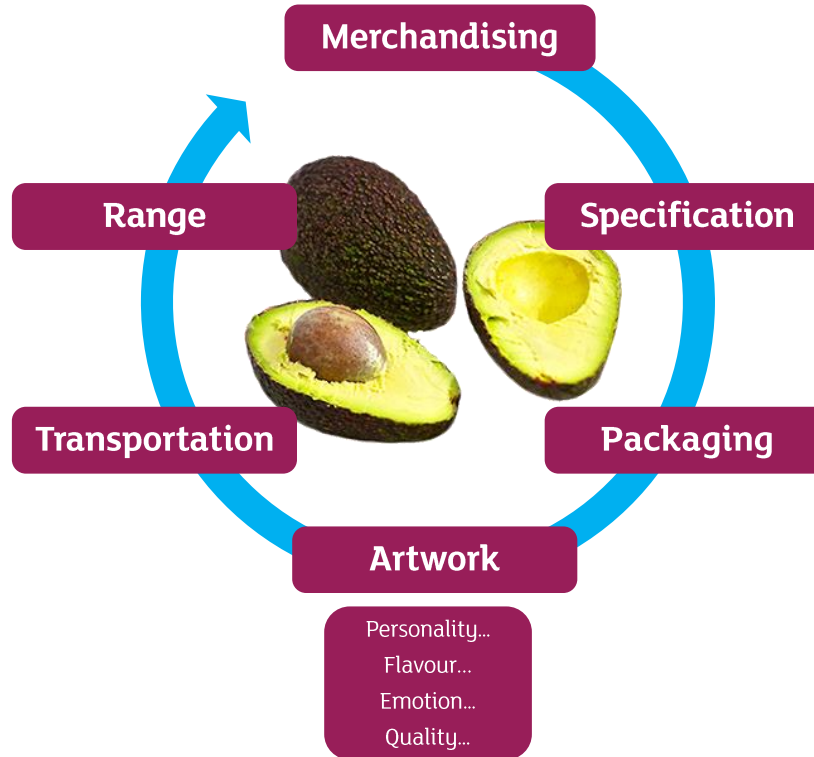 Merchandising
Range
Specification
Transportation
Packaging
Artwork
Personality...
Flavour...
Emotion...
Quality...